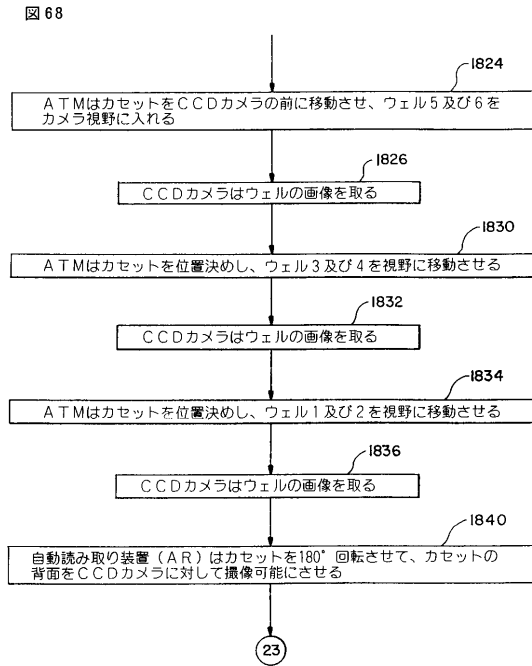 図68
1824
ATMはカセットをCCDカメラの前に移動させ、ウェル5及び6を
カメラ視野に入れる
1826
CCDカメラはウェルの画像を取る
1830
ATMはカセットを位置決めし、ウェル3及び4を視野に移動させる
1832
CCDカメラはウェルの画像を取る
1834
ATMはカセットを位置決めし、ウェル1及び2を視野に移動させる
1836
CCDカメラはウェルの画像を取る
1840
自動読み取り装置(AR)はカセットを180°回転させて、カセットの
背面をCCDカメラに対して撮像可能にさせる
23